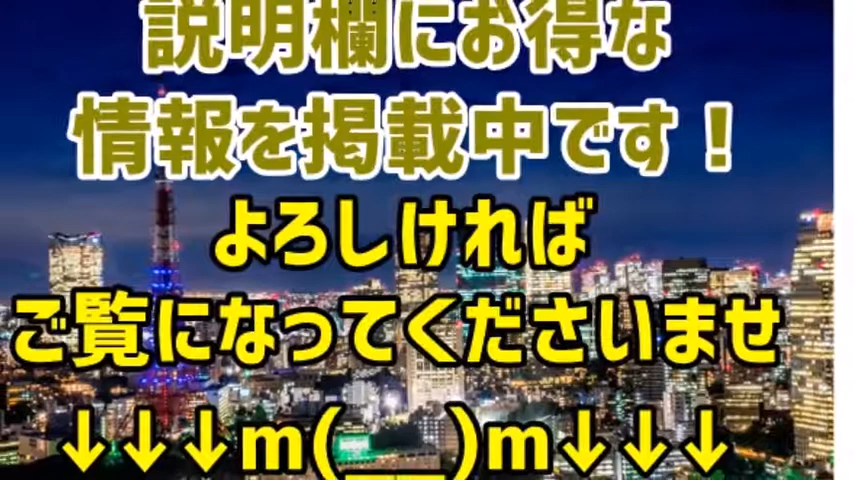 説明欄にお得な
情報を掲載中です！
よろしければ
ご覧になってくださいませ
↓↓↓m(__)m↓↓↓